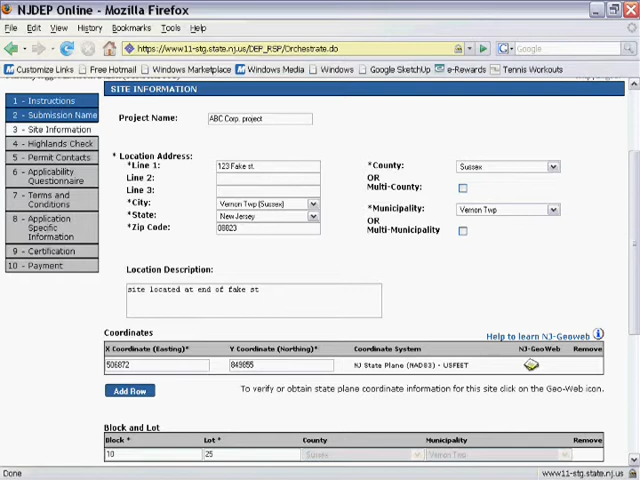 NJDEP Online - Mozilla Firefox
File Edit View History Bookmarks Tools Help
https://www11-stg.state.nj.us/DEP_RSP/Orchestrate.do
Google
Customize Links Free Hotmail Windows Marketplace Windows Media Windows Google SketchUp e-Rewards Tennis Workouts
SITE INFORMATION
1 - Instructions
2 - Submission Name
3 - Site Information
4 - Highlands Check
5 - Permit Contacts
6 - Applicability
Questionnaire
7 - Terms and
Conditions
8 - Application
Specific
Information
9 - Certification
10 - Payment
Project Name: ABC Corp. project
* Location Address:
*Line 1: 123 Fake st.
Line 2:
Line 3:
*City: Vernon Twp (Sussex)
*State: New Jersey
*Zip Code: 08823
*County: Sussex
OR
Multi-County:
*Municipality: Vernon Twp
OR
Multi-Municipality
Location Description:
site located at end of fake st
Coordinates
Help to learn NJ-Geoweb
X Coordinate (Easting)* Y Coordinate (Northing)* Coordinate System NJ-GeoWeb Remove
506872 849855 NJ State Plane (NAD83) - USFEET
Add Row
To verify or obtain state plane coordinate information for this site click on the Geo-Web icon.
Block and Lot
Block * Lot * County Municipality Remove
10 25 Sussex Vernon Twp
Done
www11-stg.state.nj.us